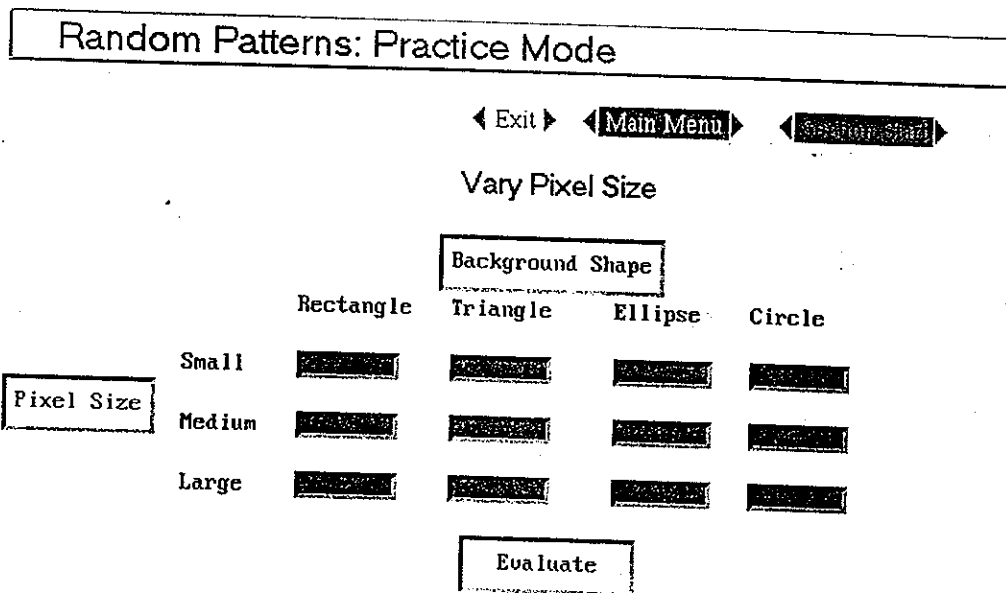 Random Patterns: Practice Mode
Exit Main Menu
Vary Pixel Size
Background Shape
Rectangle Triangle Ellipse Circle
Small
Pixel Size
Medium
Large
Evaluate